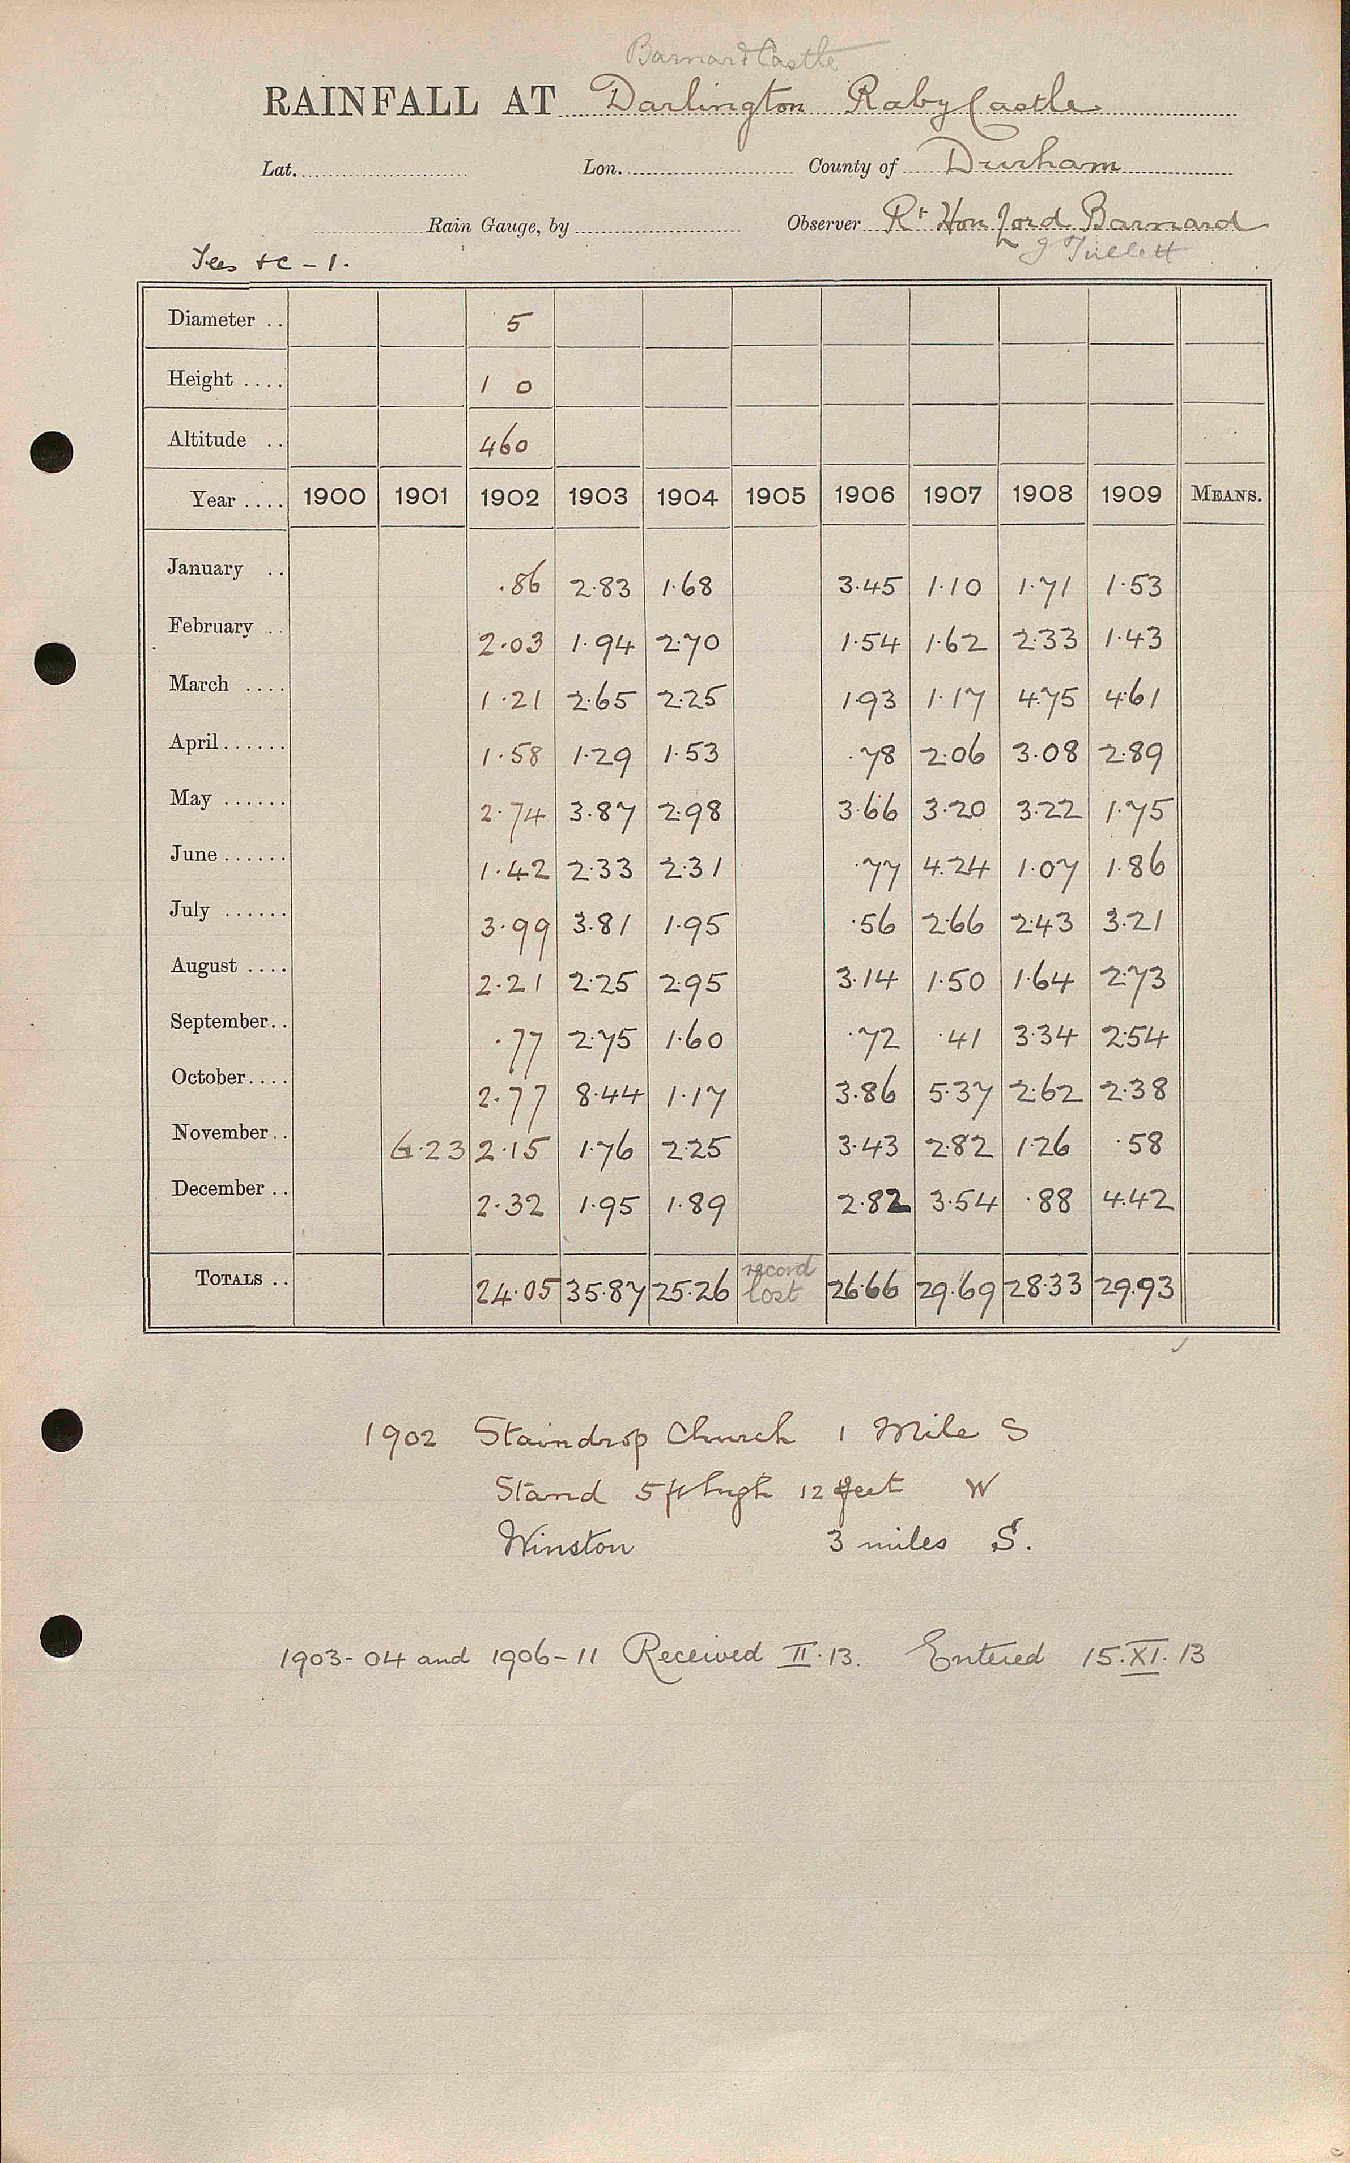 Barnard Castle
RAINFALL AT Darlington Raby Castle
Lat. Lon. County of Durham
Rain Gauge, by Observer Rt Hon Lord Barnard
J Tullett
Tees &c - 1.
Diameter .. 5
Height .... 1 0
Altitude .. 460
Year .... 1900 1901 1902 1903 1904 1905 1906 1907 1908 1909 MEANS.
January .. .86 2.83 1.68 3.45 1.10 1.71 1.53
February .. 2.03 1.94 2.70 1.54 1.62 2.33 1.43
March .... 1.21 2.65 2.25 1.93 1.17 4.75 4.61
April ...... 1.58 1.29 1.53 .78 2.06 3.08 2.89
May ...... 2.74 3.87 2.98 3.66 3.20 3.22 1.75
June ...... 1.42 2.33 2.31 .77 4.24 1.07 1.86
July ...... 3.99 3.81 1.95 .56 2.66 2.43 3.21
August .... 2.21 2.25 2.95 3.14 1.50 1.64 2.73
September .. .77 2.75 1.60 .72 .41 3.34 2.54
October .... 2.77 8.44 1.17 3.86 5.37 2.62 2.38
November .. 6.23 2.15 1.76 2.25 3.43 2.82 1.26 .58
December .. 2.32 1.95 1.89 2.82 3.54 .88 4.42
TOTALS .. 24.05 35.87 25.26 record lost 26.66 29.69 28.33 29.93
1902 Staindrop Church 1 Mile S
Stand 5 ft high 12 feet W
Winston 3 miles S.
1903-04 and 1906-11 Received II.13. Entered 15.XI.13